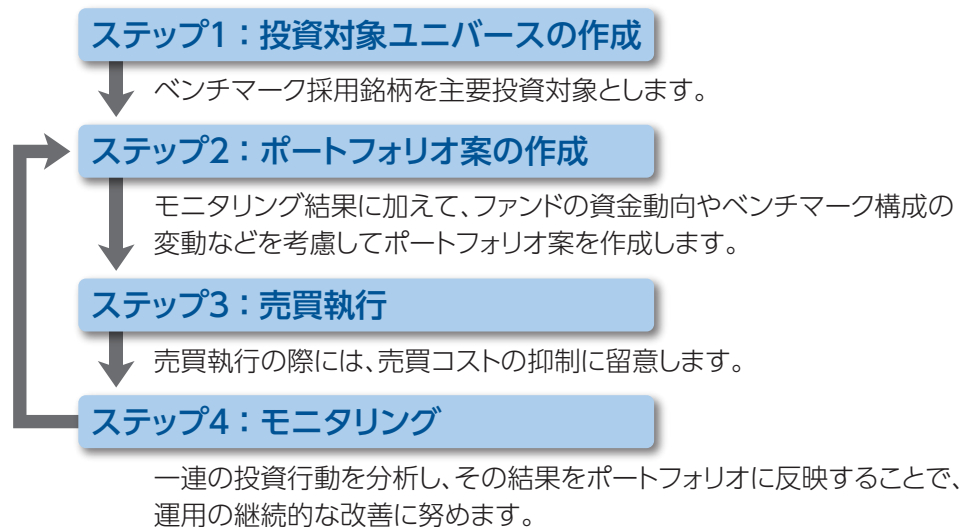 ステップ1：投資対象ユニバースの作成
ベンチマーク採用銘柄を主要投資対象とします。
ステップ2：ポートフォリオ案の作成
モニタリング結果に加えて、ファンドの資金動向やベンチマーク構成の
変動などを考慮してポートフォリオ案を作成します。
ステップ3：売買執行
売買執行の際には、売買コストの抑制に留意します。
ステップ4：モニタリング
一連の投資行動を分析し、その結果をポートフォリオに反映することで、
運用の継続的な改善に努めます。